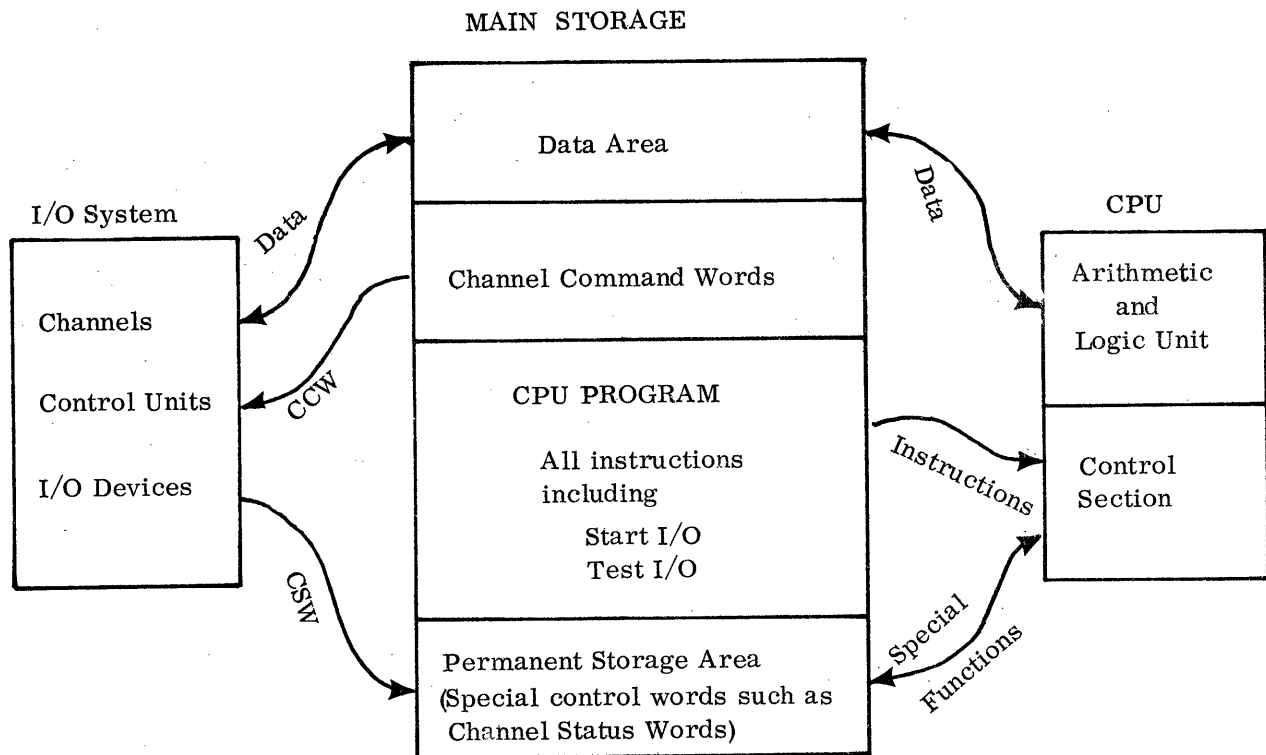 MAIN STORAGE
Data Area
Channel Command Words
CPU PROGRAM
All instructions
including
Start I/O
Test I/O
Permanent Storage Area
(Special control words such as
Channel Status Words)
I/O System
Channels
Control Units
I/O Devices
Data
CCW
CSW
Data
Instructions
Special
Functions
CPU
Arithmetic
and
Logic Unit
Control
Section